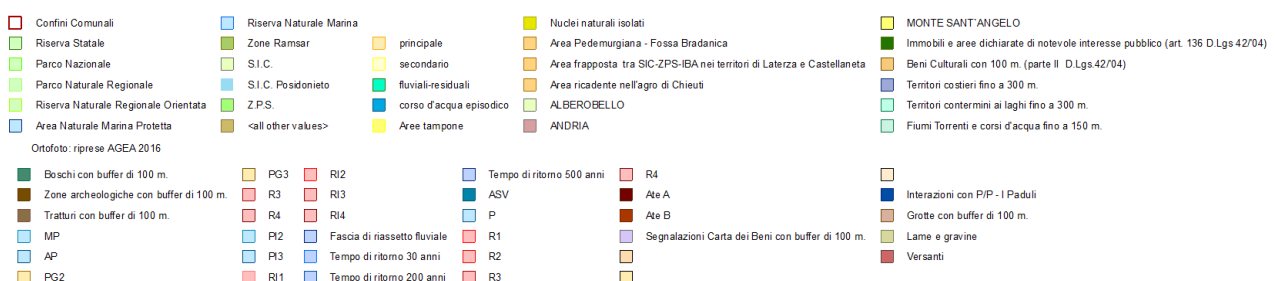 Confini Comunali
Riserva Statale
Parco Nazionale
Parco Naturale Regionale
Riserva Naturale Regionale Orientata
Area Naturale Marina Protetta
Riserva Naturale Marina
Zone Ramsar
S.I.C.
S.I.C. Posidonieto
Z.P.S.
<all other values>
principale
secondario
fluviali-residuali
corso d'acqua episodico
Aree tampone
Nuclei naturali isolati
Area Pedemurgiana - Fossa Bradanica
Area frapposta tra SIC-ZPS-IBA nei territori di Laterza e Castellaneta
Area ricadente nell'agro di Chieuti
ALBEROBELLO
ANDRIA
MONTE SANT`ANGELO
Immobili e aree dichiarate di notevole interesse pubblico (art. 136 D.Lgs 42/'04)
Beni Culturali con 100 m. (parte II D.Lgs.42/'04)
Territori costieri fino a 300 m.
Territori contermini ai laghi fino a 300 m.
Fiumi Torrenti e corsi d'acqua fino a 150 m.
Ortofoto: riprese AGEA 2016
Boschi con buffer di 100 m.
Zone archeologiche con buffer di 100 m.
Tratturi con buffer di 100 m.
MP
AP
PG2
PG3
R3
R4
PI2
PI3
RI1
RI2
RI3
RI4
Fascia di riassetto fluviale
Tempo di ritorno 30 anni
Tempo di ritorno 200 anni
Tempo di ritorno 500 anni
ASV
P
R1
R2
R3
R4
Ate A
Ate B
Segnalazioni Carta dei Beni con buffer di 100 m.
Interazioni con P/P - I Paduli
Grotte con buffer di 100 m.
Lame e gravine
Versanti